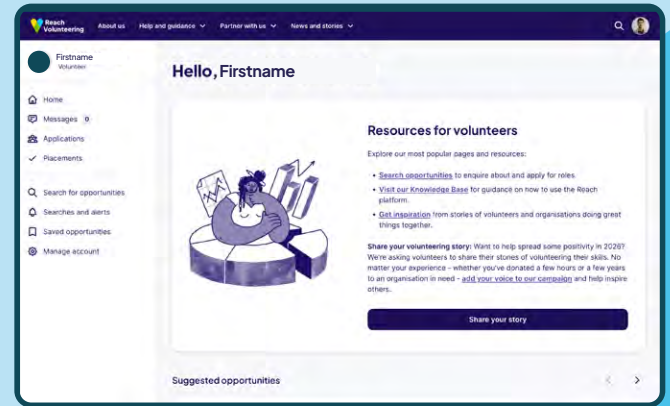 Reach
Volunteering
About us
Help and guidance
Partner with us
News and stories
Firstname
Volunteer
Home
Messages 0
Applications
Placements
Search for opportunities
Searches and alerts
Saved opportunities
Manage account
Hello, Firstname
Resources for volunteers
Explore our most popular pages and resources:
• Search opportunities to enquire about and apply for roles.
• Visit our Knowledge Base for guidance on how to use the Reach
platform.
• Get inspiration from stories of volunteers and organisations doing great
things together.
Share your volunteering story: Want to help spread some positivity in 2026?
We're asking volunteers to share their stories of volunteering their skills. No
matter your experience - whether you've donated a few hours or a few years
to an organisation in need - add your voice to our campaign and help inspire
others.
Share your story
Suggested opportunities